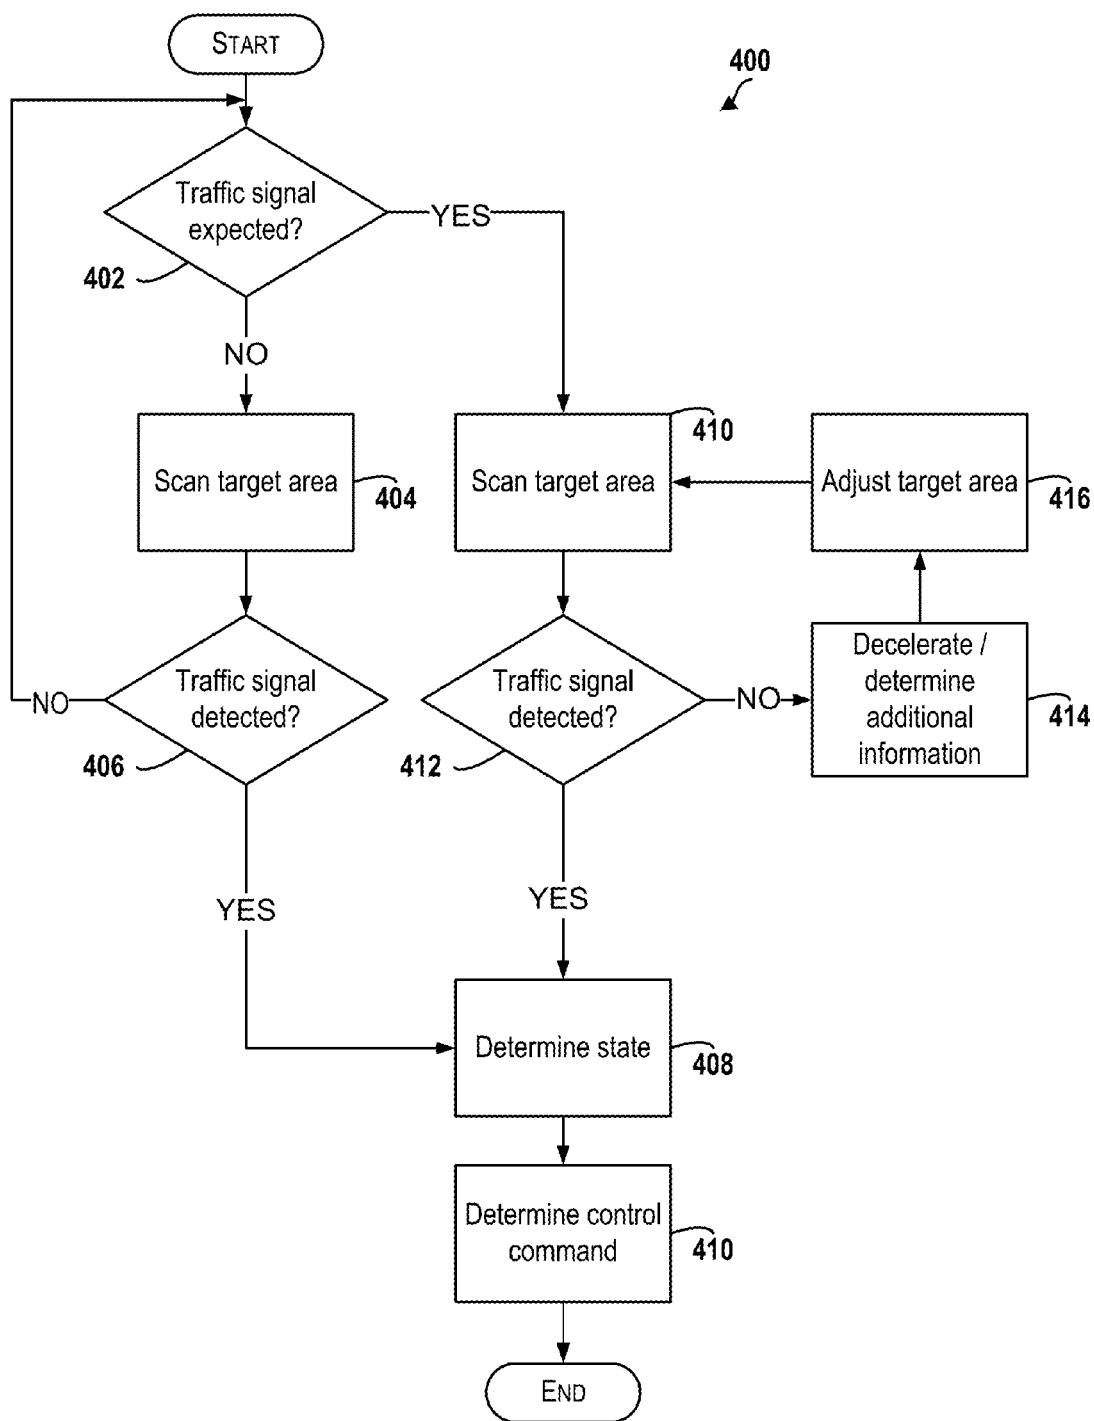 START
400
Traffic signal
expected?
402
YES
NO
Scan target area
404
Scan target area
410
Adjust target area
416
Traffic signal
detected?
406
NO
Traffic signal
detected?
412
NO
Decelerate /
determine
additional
information
414
YES
YES
Determine state
408
Determine control
command
410
END